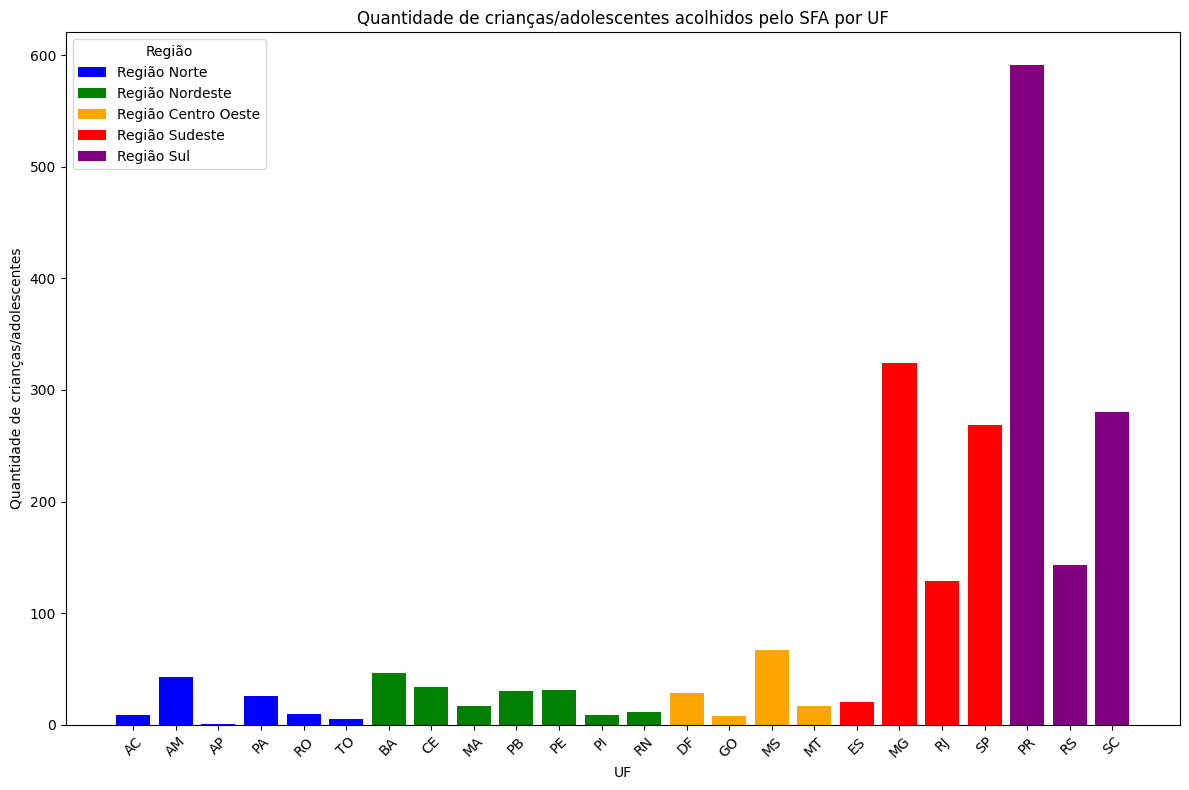 Quantidade de crianças/adolescentes acolhidos pelo SFA por UF
Região
Região Norte
Região Nordeste
Região Centro Oeste
Região Sudeste
Região Sul
Quantidade de crianças/adolescentes
600
500
400
300
200
100
0
AC AM AP PA RO TO BA CE MA PB PE PI RN DF GO MS MT ES MG RJ SP PR RS SC
UF